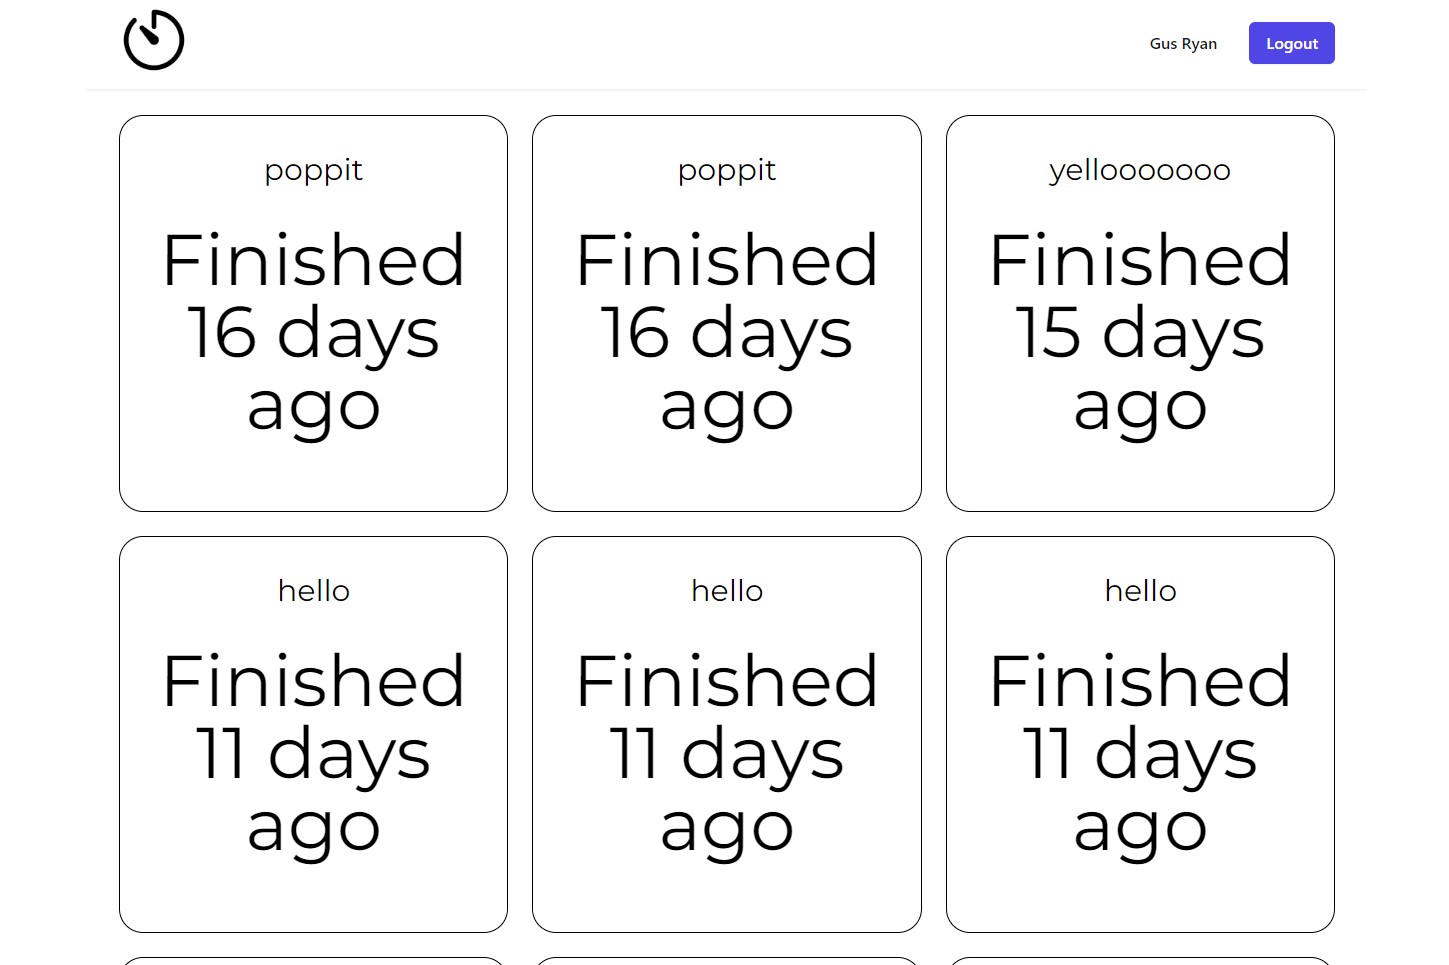 Gus Ryan
Logout
poppit
Finished
16 days
ago
poppit
Finished
16 days
ago
yellooooooo
Finished
15 days
ago
hello
Finished
11 days
ago
hello
Finished
11 days
ago
hello
Finished
11 days
ago